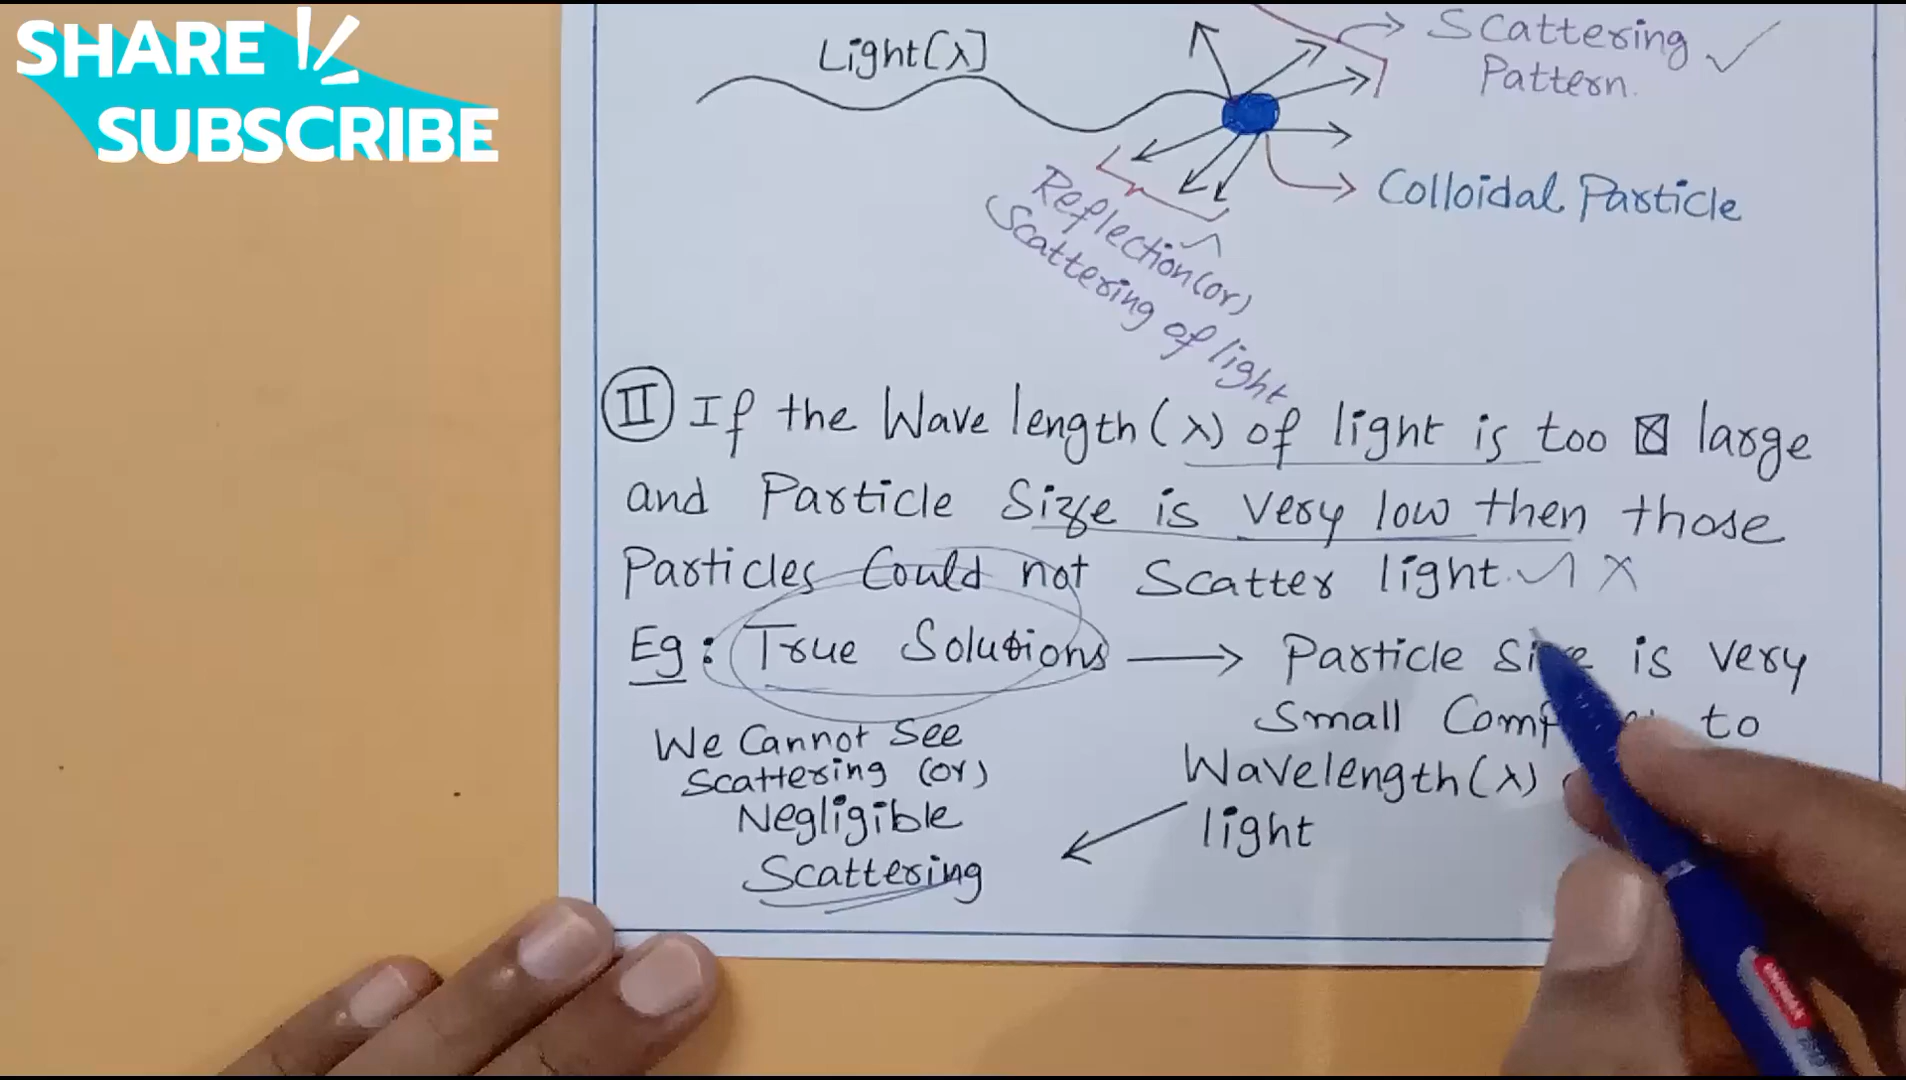 SHARE
SUBSCRIBE
Light(λ)
Scattering
Pattern.
Colloidal Particle
Reflection (or)
Scattering of light
II If the Wave length (λ) of light is too large
and Particle Size is very low then those
Particles Could not Scatter light.
Eg: True Solutions → Particle Size is very
Small to
Wavelength (λ)
light
We Cannot See
Scattering (or)
Negligible
Scattering